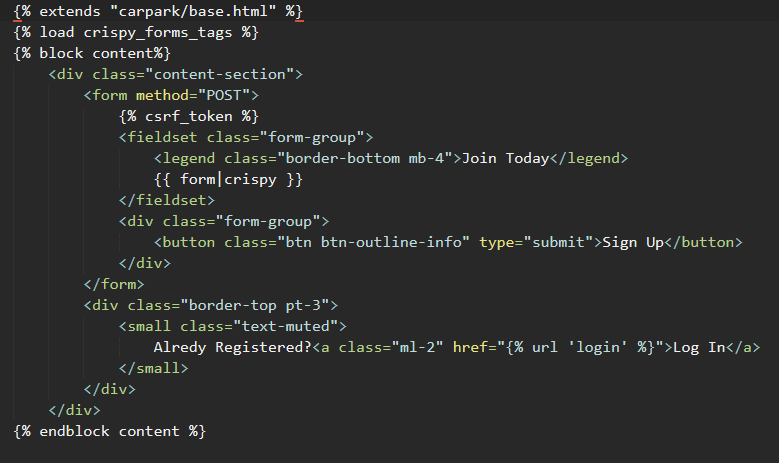 {% extends "carpark/base.html" %}
{% load crispy_forms_tags %}
{% block content%}
<div class="content-section">
<form method="POST">
{% csrf_token %}
<fieldset class="form-group">
<legend class="border-bottom mb-4">Join Today</legend>
{{ form|crispy }}
</fieldset>
<div class="form-group">
<button class="btn btn-outline-info" type="submit">Sign Up</button>
</div>
</form>
<div class="border-top pt-3">
<small class="text-muted">
Alredy Registered?<a class="ml-2" href="{% url 'login' %}">Log In</a>
</small>
</div>
</div>
{% endblock content %}